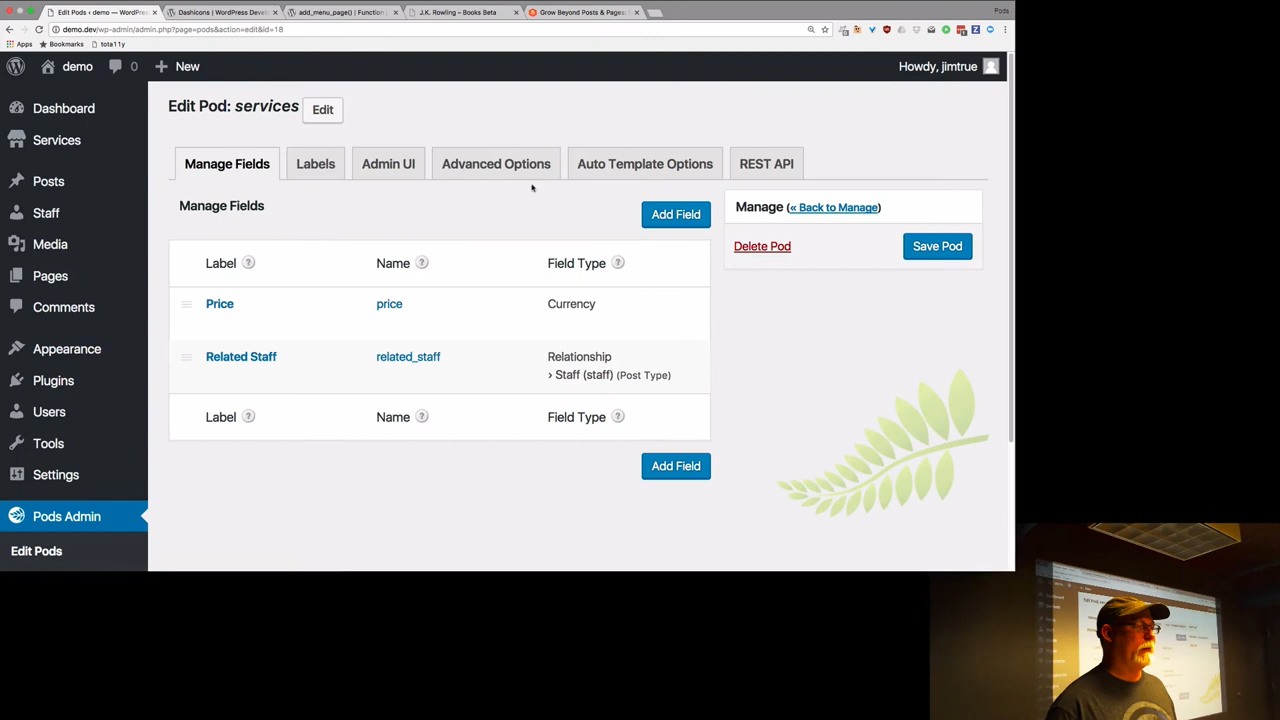 Edit Pods ‹ demo — WordPre
Dashicons | WordPress Devel
add_menu_page() | Function
J.K. Rowling – Books Beta
Grow Beyond Posts & Pages:
Pods
demo.dev/wp-admin/admin.php?page=pods&action=edit&id=18
Apps
Bookmarks
tota11y
demo
0
New
Howdy, jimtrue
Dashboard
Services
Posts
Staff
Media
Pages
Comments
Appearance
Plugins
Users
Tools
Settings
Pods Admin
Edit Pods
Edit Pod: services
Edit
Manage Fields
Labels
Admin UI
Advanced Options
Auto Template Options
REST API
Manage Fields
Add Field
Label
Name
Field Type
Price
price
Currency
Related Staff
related_staff
Relationship
› Staff (staff) (Post Type)
Label
Name
Field Type
Add Field
Manage (« Back to Manage)
Delete Pod
Save Pod